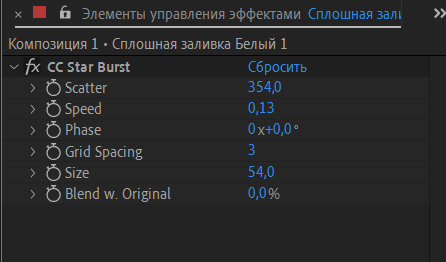 Элементы управления эффектами Сплошная зали
Композиция 1 • Сплошная заливка Белый 1
fx CC Star Burst Сбросить
Scatter 354,0
Speed 0,13
Phase 0 x+0,0 °
Grid Spacing 3
Size 54,0
Blend w. Original 0,0 %